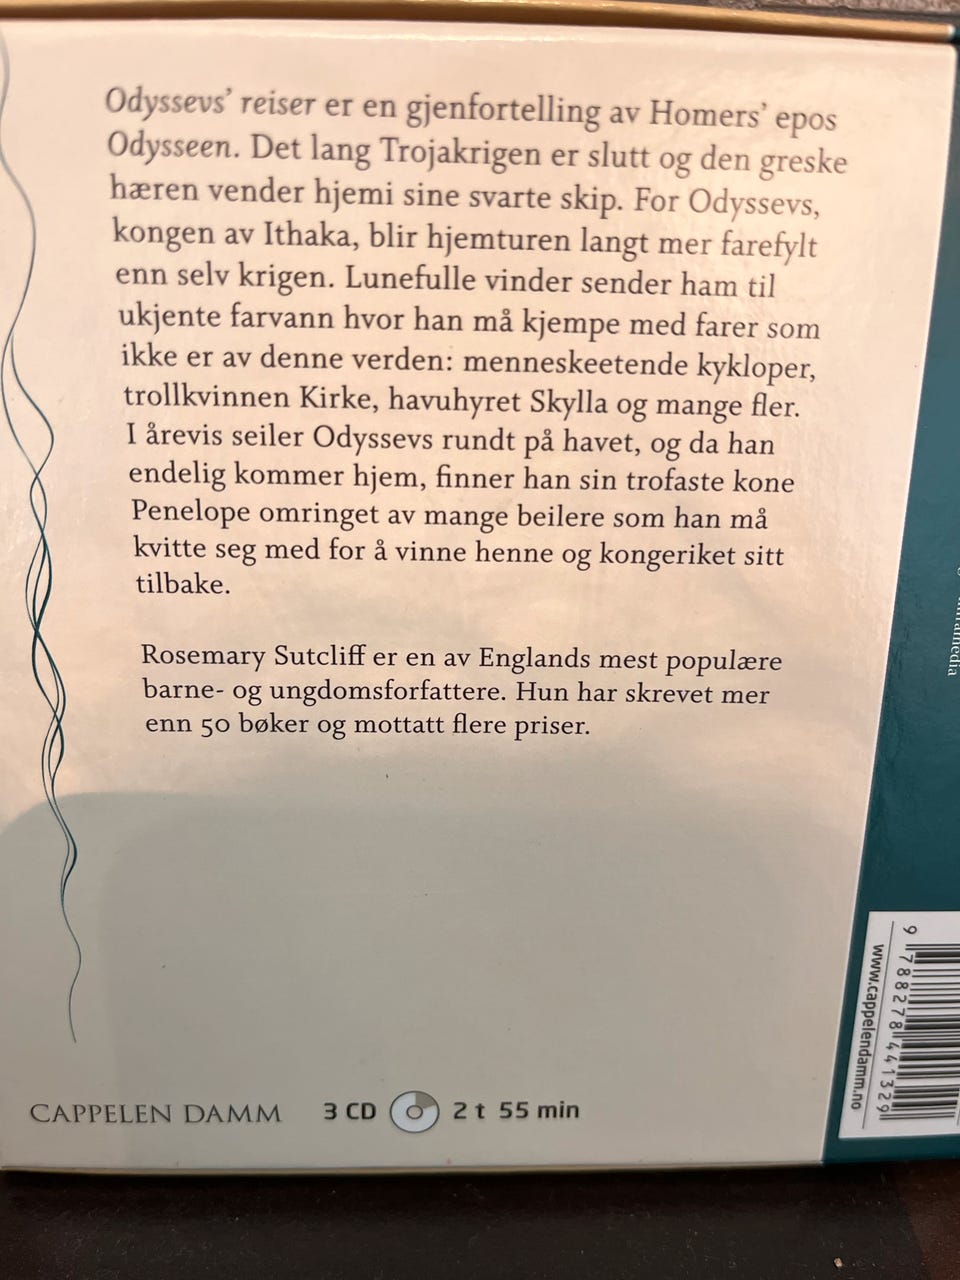 Odyssevs' reiser er en gjenfortelling av Homers' epos
Odysseen. Det lang Trojakrigen er slutt og den greske
hæren vender hjemi sine svarte skip. For Odyssevs,
kongen av Ithaka, blir hjemturen langt mer farefylt
enn selv krigen. Lunefulle vinder sender ham til
ukjente farvann hvor han må kjempe med farer som
ikke er av denne verden: menneskeetende kykloper,
trollkvinnen Kirke, havuhyret Skylla og mange fler.
I årevis seiler Odyssevs rundt på havet, og da han
endelig kommer hjem, finner han sin trofaste kone
Penelope omringet av mange beilere som han må
kvitte seg med for å vinne henne og kongeriket sitt
tilbake.
Rosemary Sutcliff er en av Englands mest populære
barne- og ungdomsforfattere. Hun har skrevet mer
enn 50 bøker og mottatt flere priser.
CAPPELEN DAMM 3 CD 2 t 55 min
www.cappelendamm.no
9 788278 441329